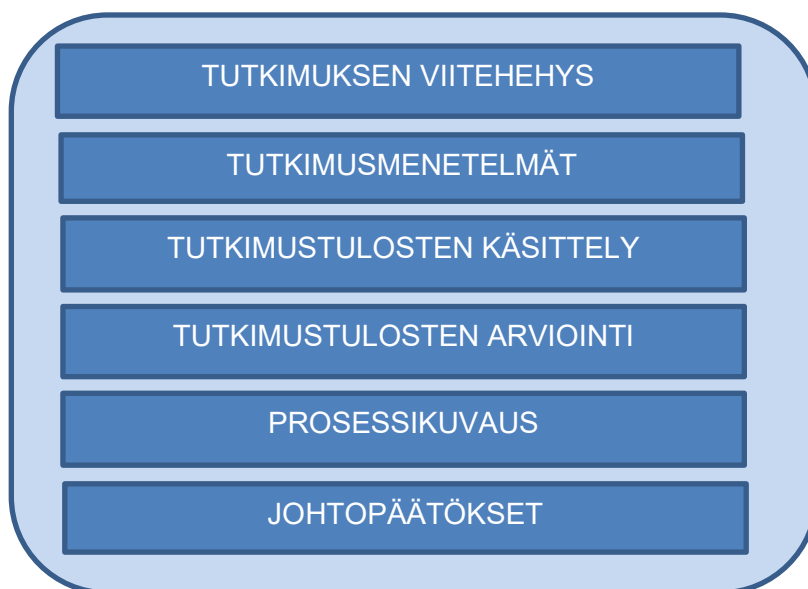 TUTKIMUKSEN VIITEHEHYS
TUTKIMUSMENETELMÄT
TUTKIMUSTULOSTEN KÄSITTELY
TUTKIMUSTULOSTEN ARVIOINTI
PROSESSIKUVAUS
JOHTOPÄÄTÖKSET